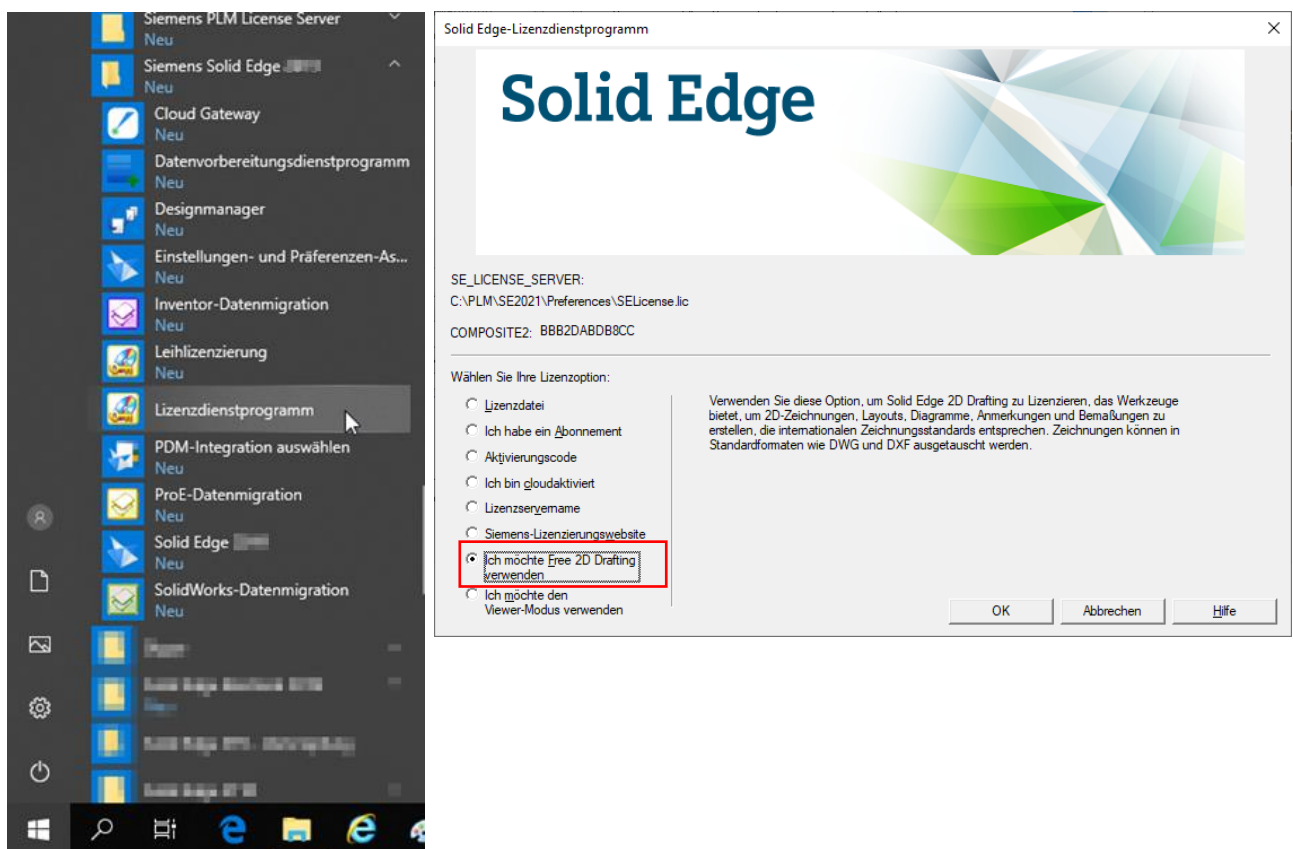 Siemens PLM License Server
Neu
Siemens Solid Edge
Neu
Cloud Gateway
Neu
Datenvorbereitungsdienstprogramm
Neu
Designmanager
Neu
Einstellungen- und Präferenzen-As...
Neu
Inventor-Datenmigration
Neu
Leihlizenzierung
Neu
Lizenzdienstprogramm
PDM-Integration auswählen
Neu
ProE-Datenmigration
Neu
Solid Edge
Neu
SolidWorks-Datenmigration
Neu
Solid Edge-Lizenzdienstprogramm
Solid Edge
SE_LICENSE_SERVER:
C:\PLM\SE2021\Preferences\SELicense.lic
COMPOSITE2: BBB2DABDB8CC
Wählen Sie Ihre Lizenzoption:
Lizenzdatei
Ich habe ein Abonnement
Aktivierungscode
Ich bin cloudaktiviert
Lizenzservername
Siemens-Lizenzierungswebsite
Ich möchte Free 2D Drafting
verwenden
Ich möchte den
Viewer-Modus verwenden
Verwenden Sie diese Option, um Solid Edge 2D Drafting zu Lizenzieren, das Werkzeuge
bietet, um 2D-Zeichnungen, Layouts, Diagramme, Anmerkungen und Bemaßungen zu
erstellen, die internationalen Zeichnungsstandards entsprechen. Zeichnungen können in
Standardformaten wie DWG und DXF ausgetauscht werden.
OK
Abbrechen
Hilfe